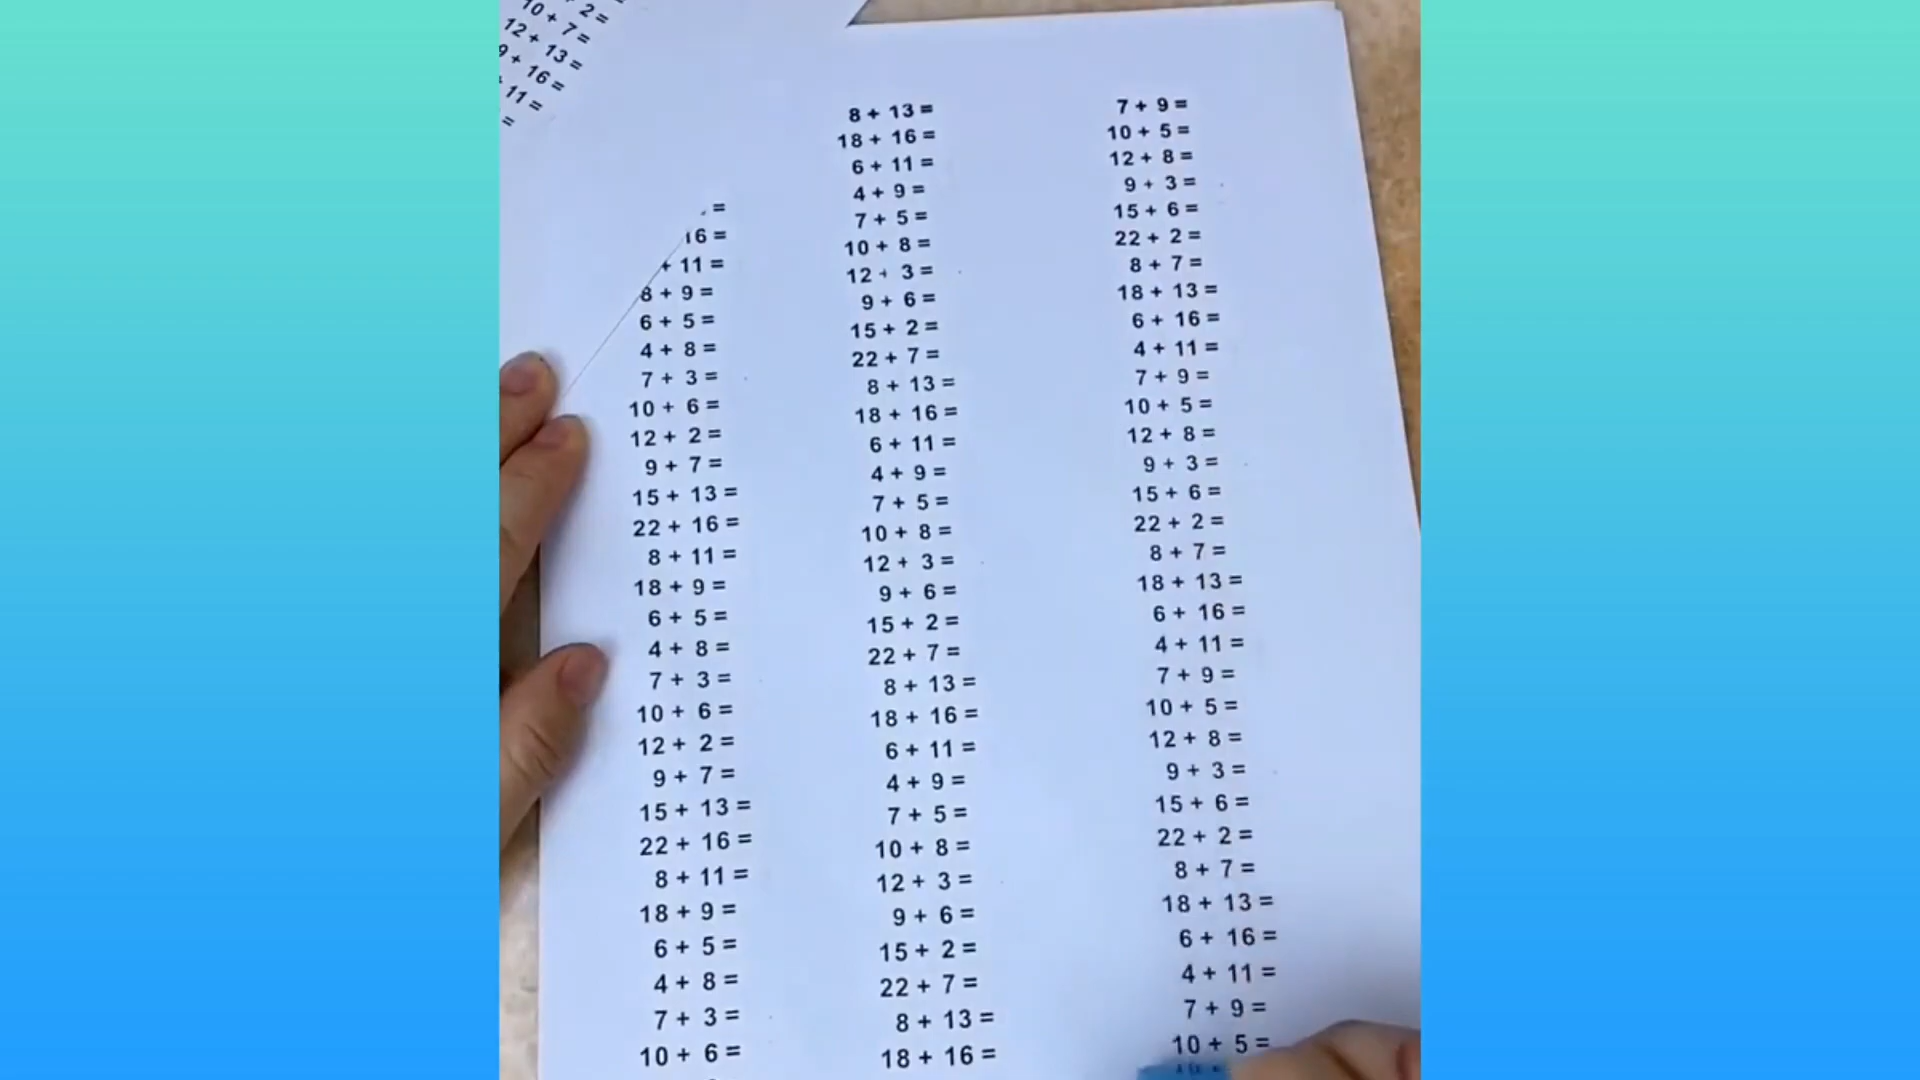 2 =
10 + 7 =
12 + 13 =
9 + 16 =
11 =
=
=
16 =
+ 11 =
8 + 9 =
6 + 5 =
4 + 8 =
7 + 3 =
10 + 6 =
12 + 2 =
9 + 7 =
15 + 13 =
22 + 16 =
8 + 11 =
18 + 9 =
6 + 5 =
4 + 8 =
7 + 3 =
10 + 6 =
12 + 2 =
9 + 7 =
15 + 13 =
22 + 16 =
8 + 11 =
18 + 9 =
6 + 5 =
4 + 8 =
7 + 3 =
10 + 6 =
8 + 13 =
18 + 16 =
6 + 11 =
4 + 9 =
7 + 5 =
10 + 8 =
12 + 3 =
9 + 6 =
15 + 2 =
22 + 7 =
8 + 13 =
18 + 16 =
6 + 11 =
4 + 9 =
7 + 5 =
10 + 8 =
12 + 3 =
9 + 6 =
15 + 2 =
22 + 7 =
8 + 13 =
18 + 16 =
6 + 11 =
4 + 9 =
7 + 5 =
10 + 8 =
12 + 3 =
9 + 6 =
15 + 2 =
22 + 7 =
8 + 13 =
18 + 16 =
7 + 9 =
10 + 5 =
12 + 8 =
9 + 3 =
15 + 6 =
22 + 2 =
8 + 7 =
18 + 13 =
6 + 16 =
4 + 11 =
7 + 9 =
10 + 5 =
12 + 8 =
9 + 3 =
15 + 6 =
22 + 2 =
8 + 7 =
18 + 13 =
6 + 16 =
4 + 11 =
7 + 9 =
10 + 5 =
12 + 8 =
9 + 3 =
15 + 6 =
22 + 2 =
8 + 7 =
18 + 13 =
6 + 16 =
4 + 11 =
7 + 9 =
10 + 5 =